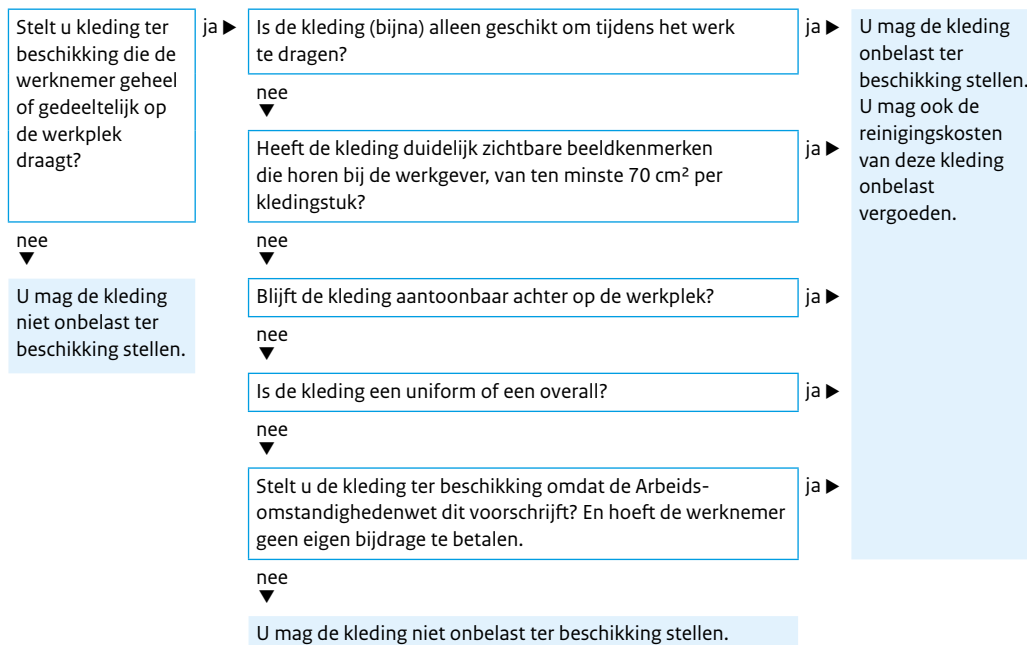 Stelt u kleding ter
beschikking die de
werknemer geheel
of gedeeltelijk op
de werkplek
draagt?
ja ▶
nee
▼
U mag de kleding
niet onbelast ter
beschikking stellen.
Is de kleding (bijna) alleen geschikt om tijdens het werk
te dragen?
ja ▶
nee
▼
Heeft de kleding duidelijk zichtbare beeldkenmerken
die horen bij de werkgever, van ten minste 70 cm² per
kledingstuk?
ja ▶
nee
▼
Blijft de kleding aantoonbaar achter op de werkplek?
ja ▶
nee
▼
Is de kleding een uniform of een overall?
ja ▶
nee
▼
Stelt u de kleding ter beschikking omdat de Arbeids-
omstandighedenwet dit voorschrijft? En hoeft de werknemer
geen eigen bijdrage te betalen.
ja ▶
nee
▼
U mag de kleding niet onbelast ter beschikking stellen.
U mag de kleding
onbelast ter
beschikking stellen.
U mag ook de
reinigingskosten
van deze kleding
onbelast
vergoeden.